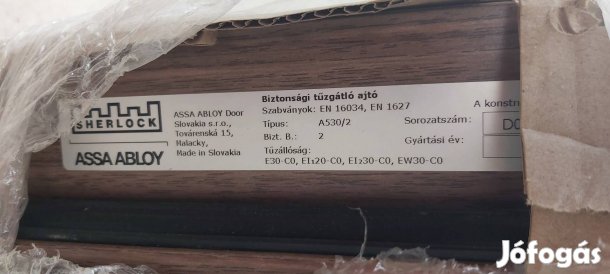 SHERLOCK
ASSA ABLOY
ASSA ABLOY Door
Slovakia s.r.o.,
Továrenská 15,
Malacky,
Made in Slovakia
Biztonsági tűzgátló ajtó
Szabványok: EN 16034, EN 1627
Típus: A530/2
Bizt. B.: 2
Tűzállóság:
E30-C0, EI₁20-C0, EI₂30-C0, EW30-C0
A konstr
Sorozatszám:
Gyártási év:
Jófogás